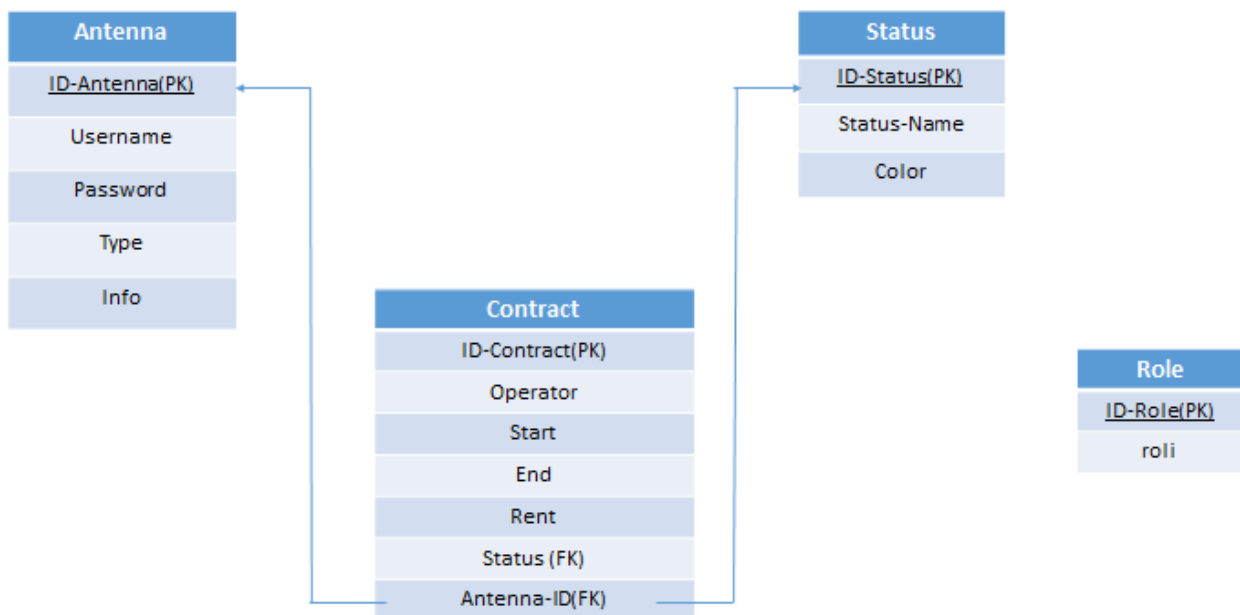 Antenna
ID-Antenna(PK)
Username
Password
Type
Info
Status
ID-Status(PK)
Status-Name
Color
Contract
ID-Contract(PK)
Operator
Start
End
Rent
Status (FK)
Antenna-ID(FK)
Role
ID-Role(PK)
roli